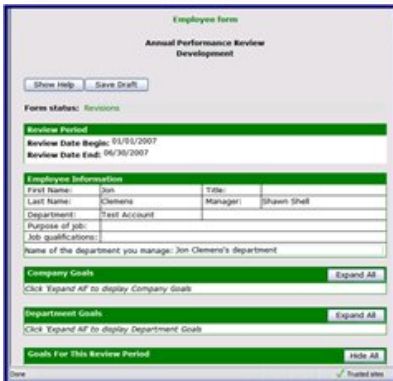 Employee form
Annual Performance Review
Development
Show Help Save Draft
Form status: Revisions
Review Period
Review Date Begin: 01/01/2007
Review Date End: 06/30/2007
Employee Information
First Name: Jon Title:
Last Name: Clemens Manager: Shawn Shell
Department: Test Account
Purpose of job:
Job qualifications:
Name of the department you manage: Jon Clemens's department
Company Goals Expand All
Click 'Expand All' to display Company Goals
Department Goals Expand All
Click 'Expand All' to display Department Goals
Goals For This Review Period Hide All
Done Trusted sites